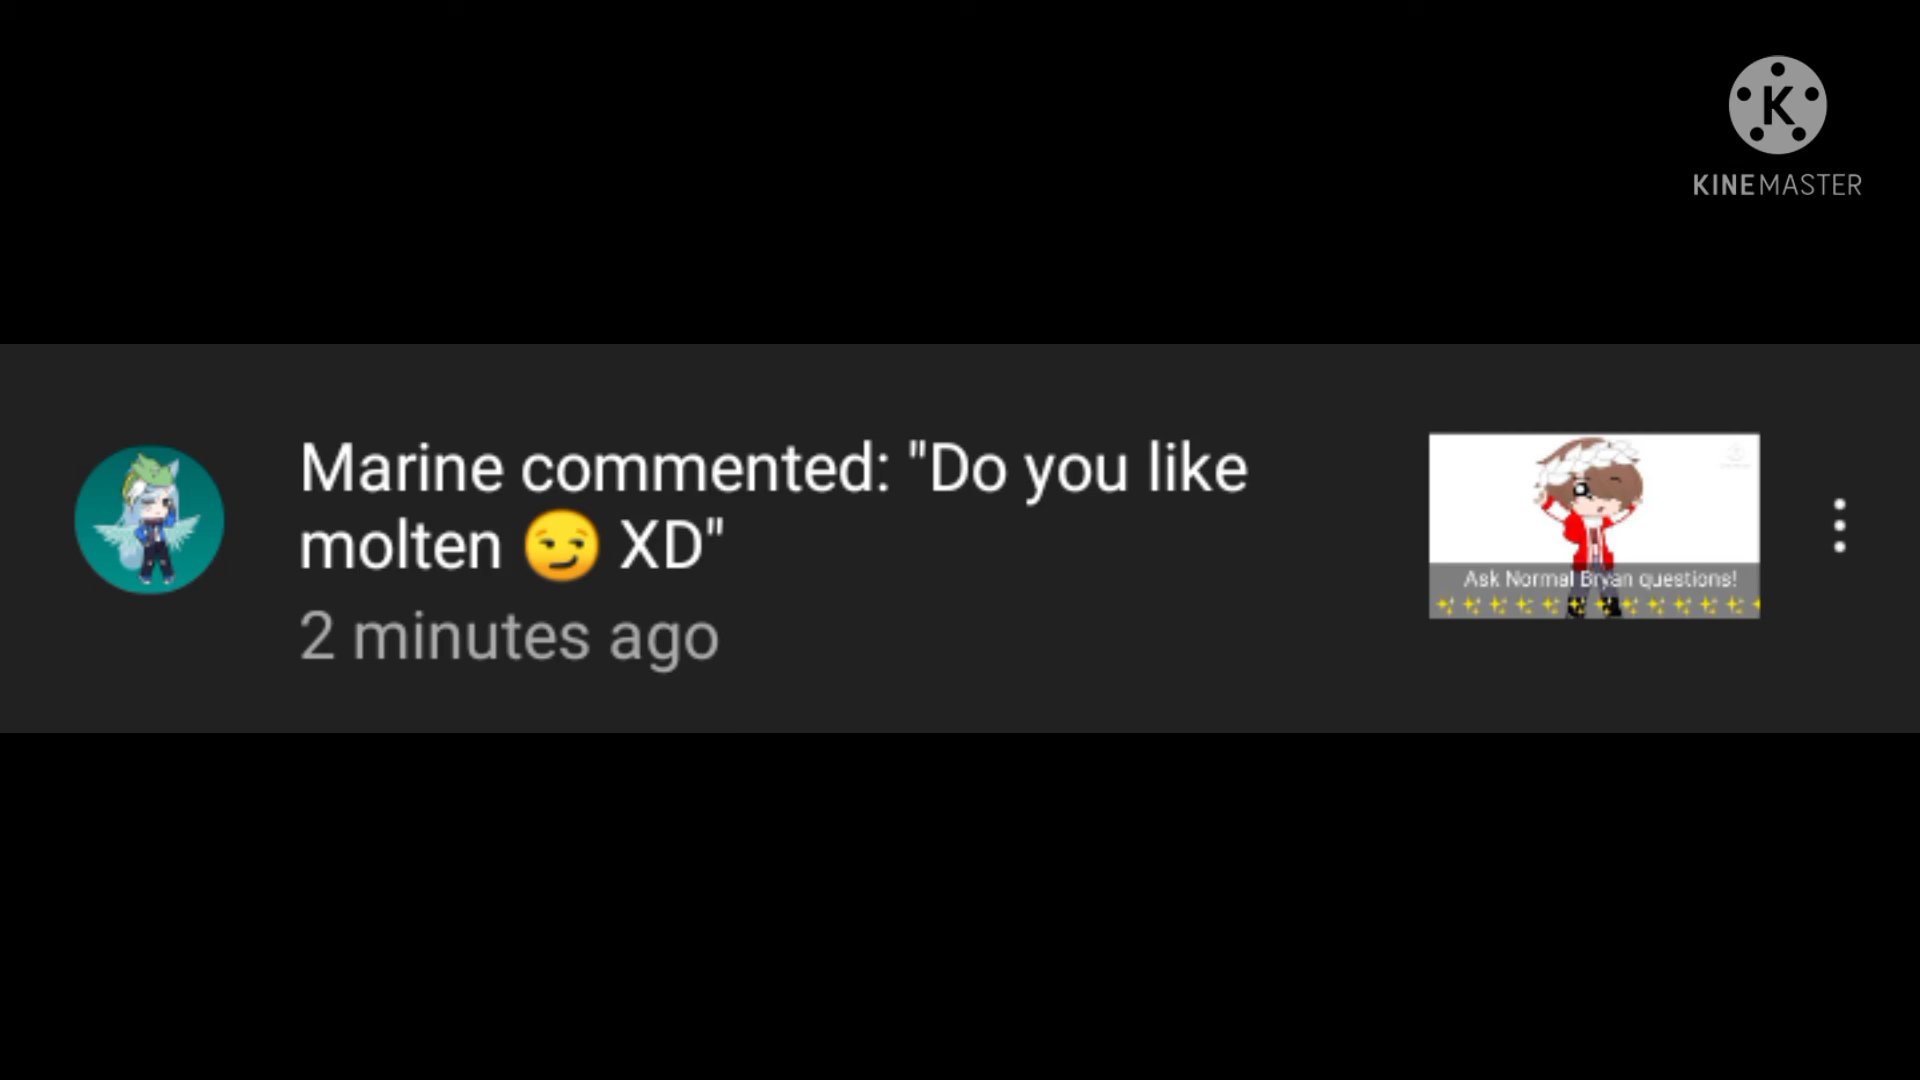 K
KINEMASTER
Marine commented: "Do you like
molten 😏 XD"
2 minutes ago
Ask Normal Bryan questions!